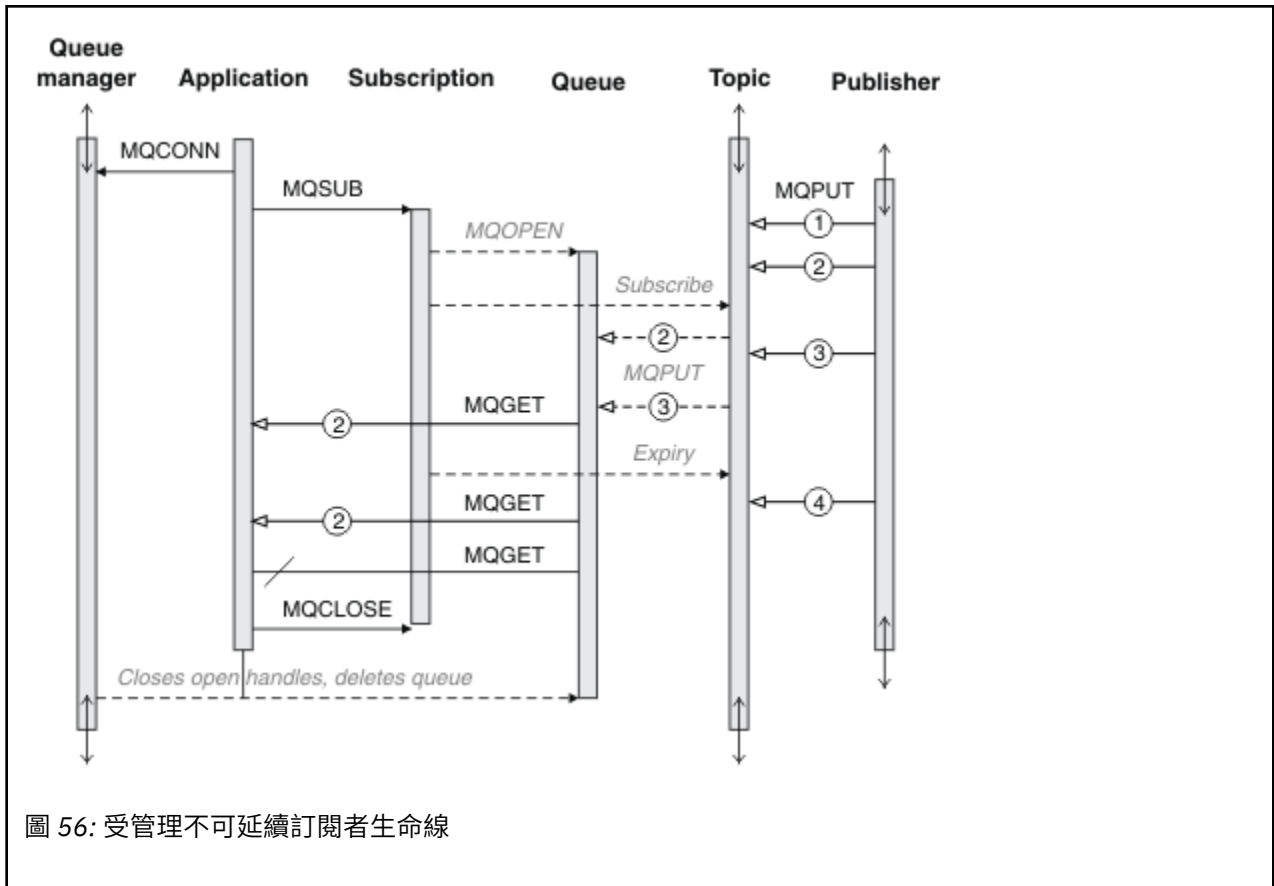 Queue
manager Application Subscription Queue Topic Publisher
MQCONN
MQSUB
MQPUT
1
MQOPEN
2
Subscribe
2
3
MQPUT
MQGET
3
2
Expiry
MQGET
4
2
MQGET
MQCLOSE
Closes open handles, deletes queue
圖 56: 受管理不可延續訂閱者生命線